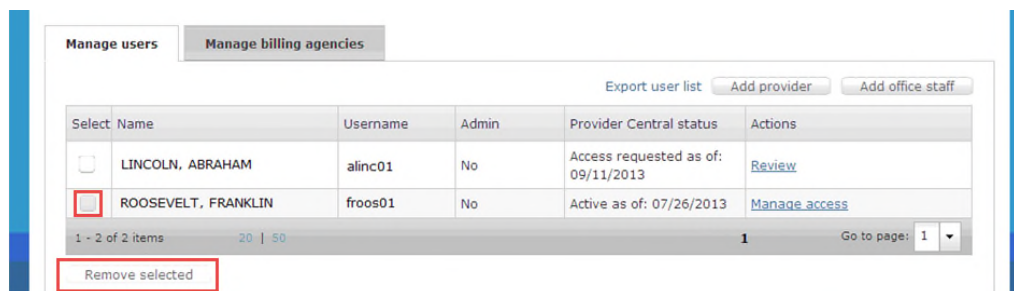 Manage users Manage billing agencies
Export user list Add provider Add office staff
Select Name Username Admin Provider Central status Actions
LINCOLN, ABRAHAM alinc01 No Access requested as of: 09/11/2013 Review
ROOSEVELT, FRANKLIN froos01 No Active as of: 07/26/2013 Manage access
1 - 2 of 2 items 20 | 50 1 Go to page: 1
Remove selected